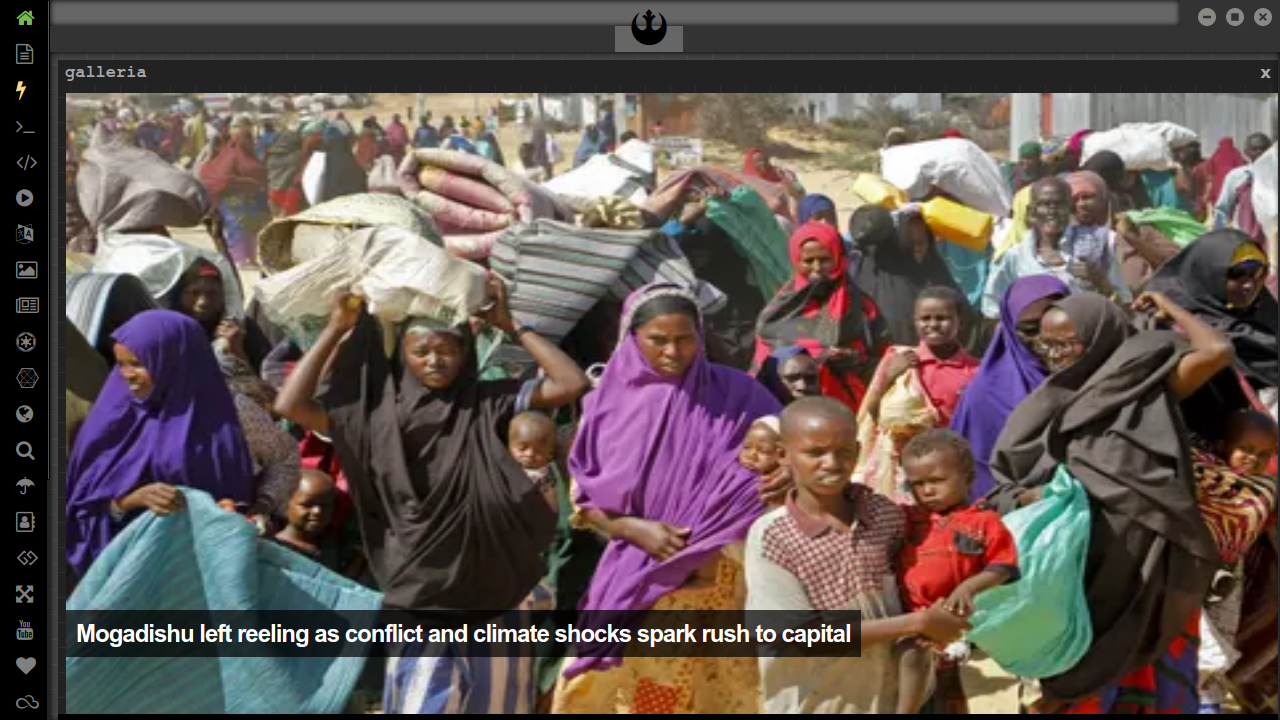 galleria
x
Mogadishu left reeling as conflict and climate shocks spark rush to capital
You
Tube